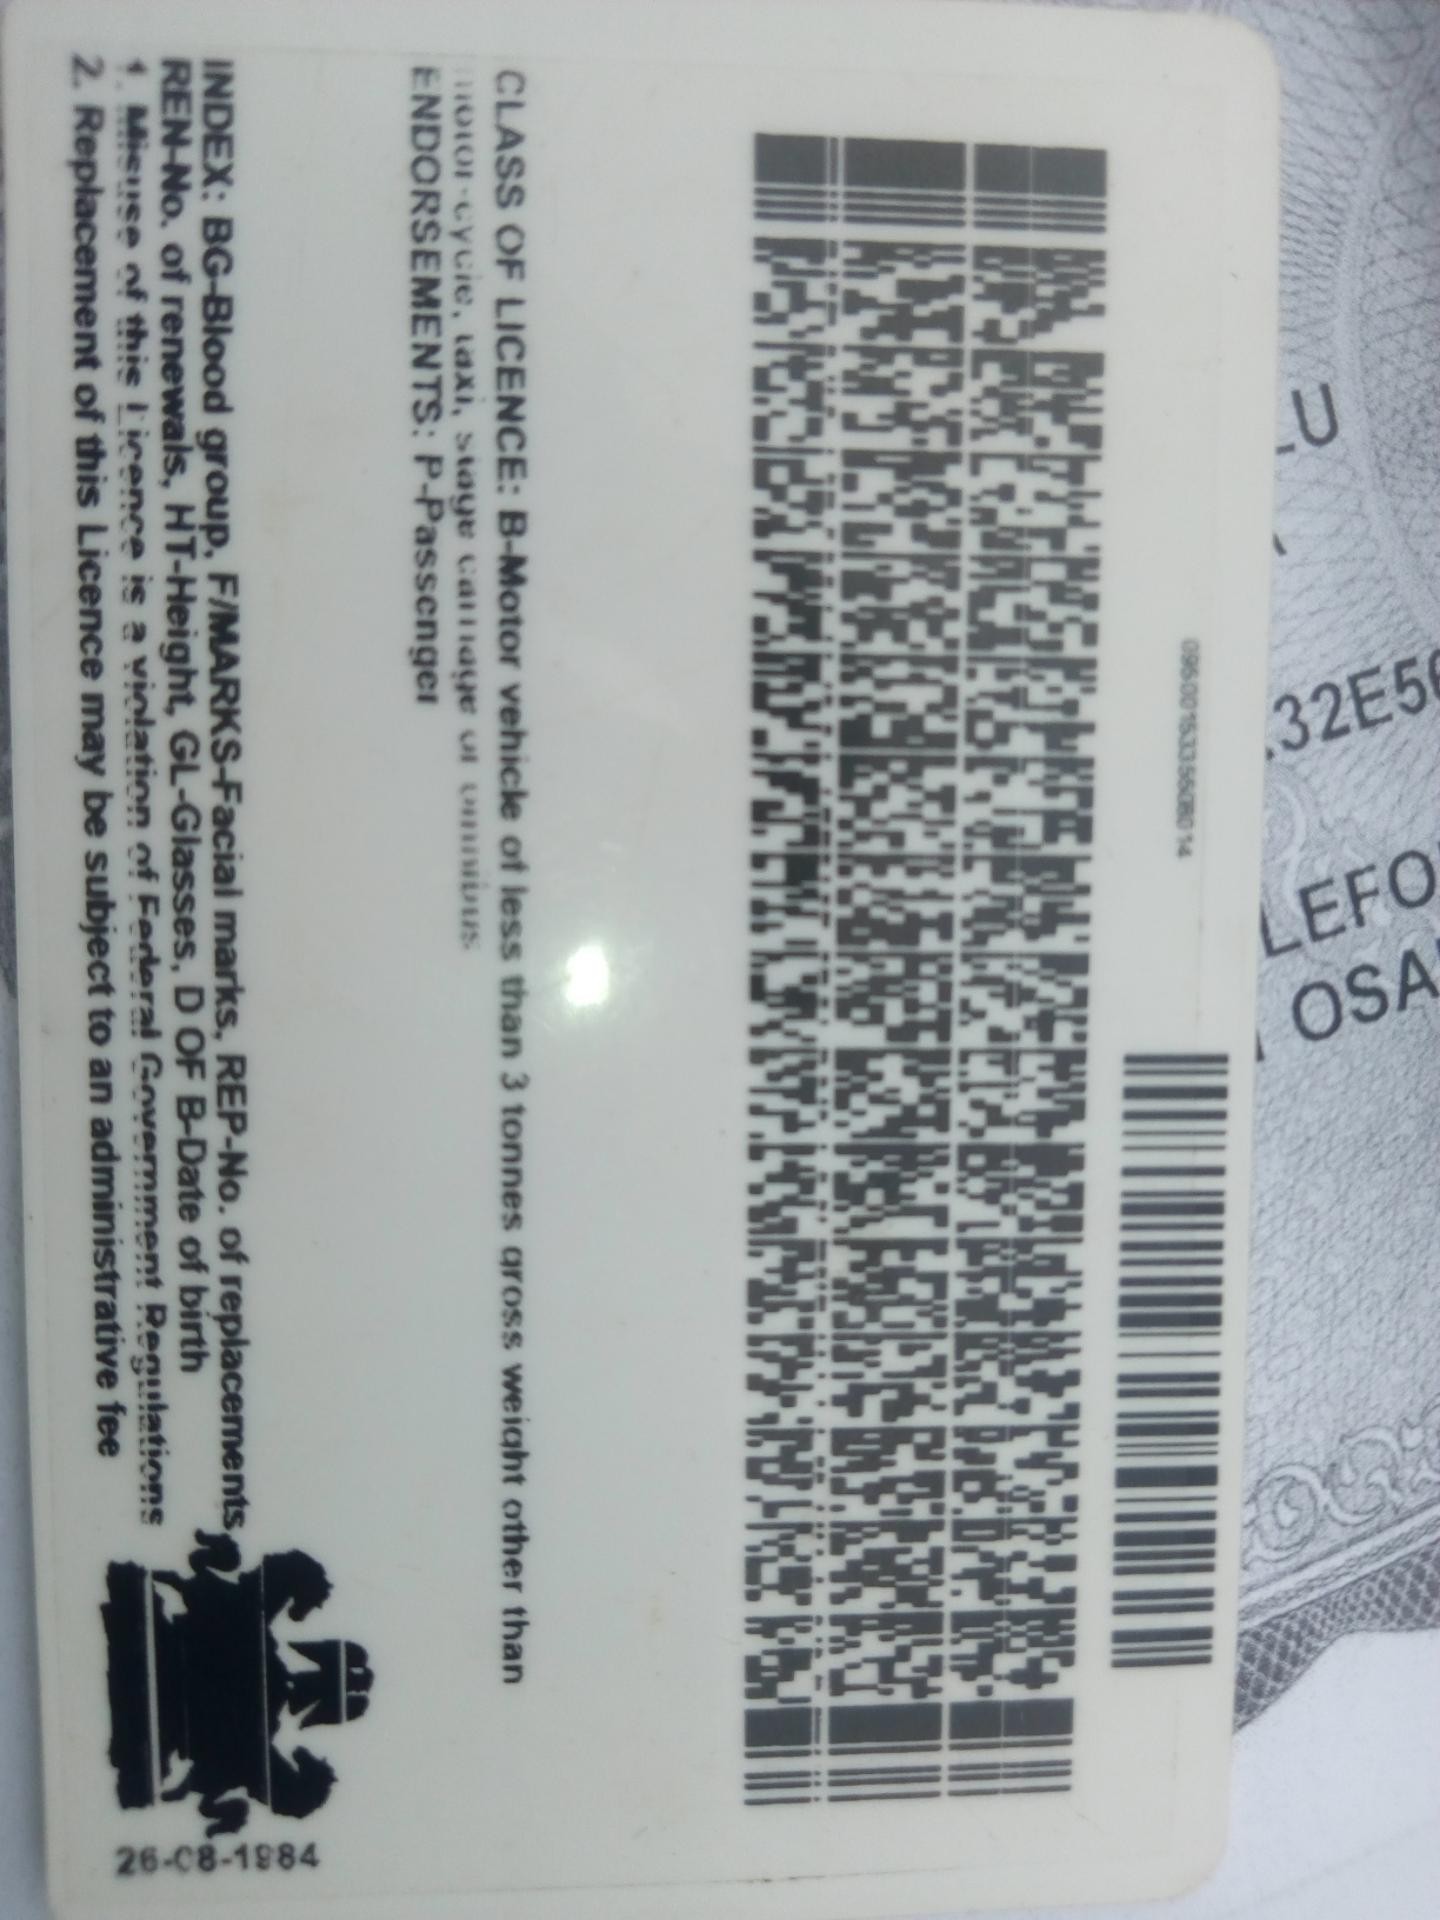 0950015335608014
CLASS OF LICENCE: B-Motor vehicle of less than 3 tonnes gross weight other than
motor-cycle, taxi, stage carriage or omnibus
ENDORSEMENTS: P-Passenger
INDEX: BG-Blood group, F/MARKS-Facial marks, REP-No. of replacements
REN-No. of renewals, HT-Height, GL-Glasses, D OF B-Date of birth
1. Misuse of this Licence is a violation of Federal Government Regulations
2. Replacement of this Licence may be subject to an administrative fee
26-08-1984
LU
32E56
LEFO
OSA